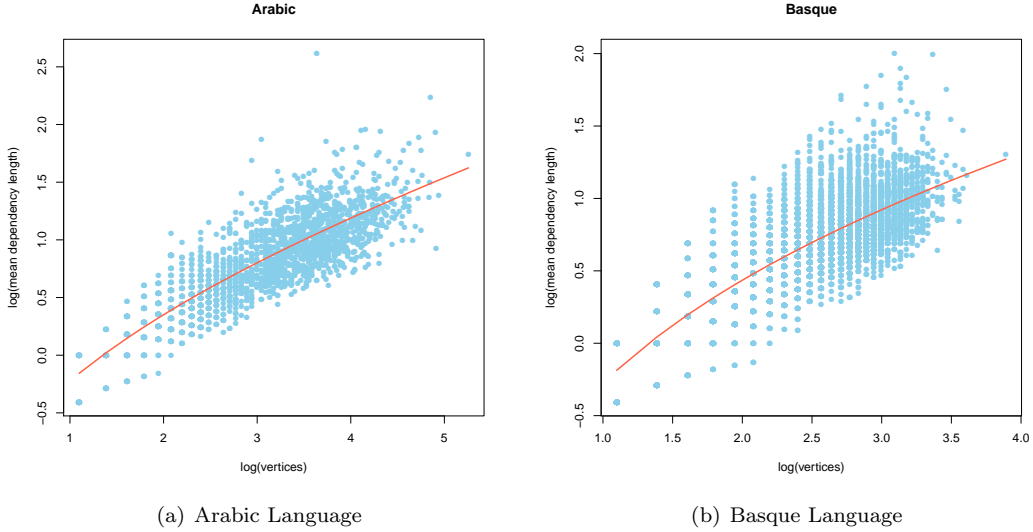 Arabic
log(mean dependency length)
−0.5 0.0 0.5 1.0 1.5 2.0 2.5
1 2 3 4 5
log(vertices)
(a) Arabic Language
Basque
log(mean dependency length)
−0.5 0.0 0.5 1.0 1.5 2.0
1.0 1.5 2.0 2.5 3.0 3.5 4.0
log(vertices)
(b) Basque Language